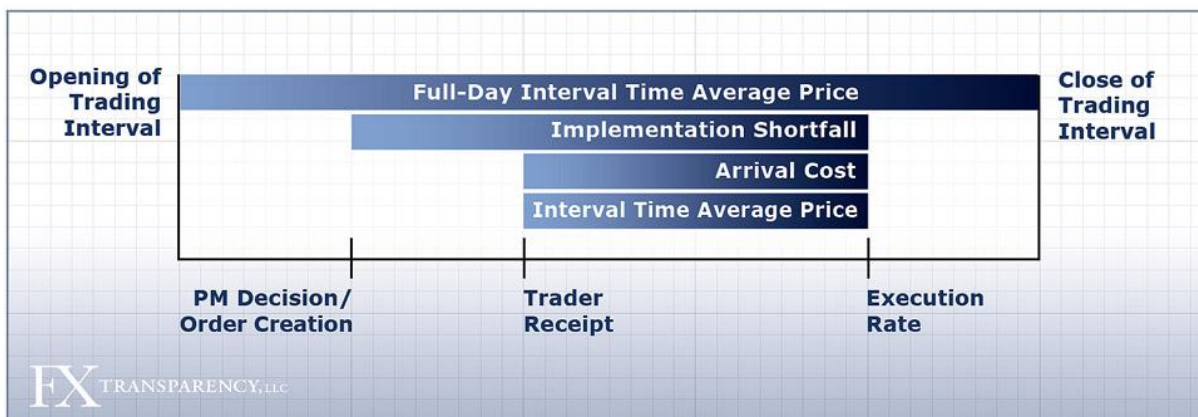 Opening of
Trading
Interval
Full-Day Interval Time Average Price
Close of
Trading
Interval
Implementation Shortfall
Arrival Cost
Interval Time Average Price
PM Decision/
Order Creation
Trader
Receipt
Execution
Rate
FX TRANSPARENCY, LLC